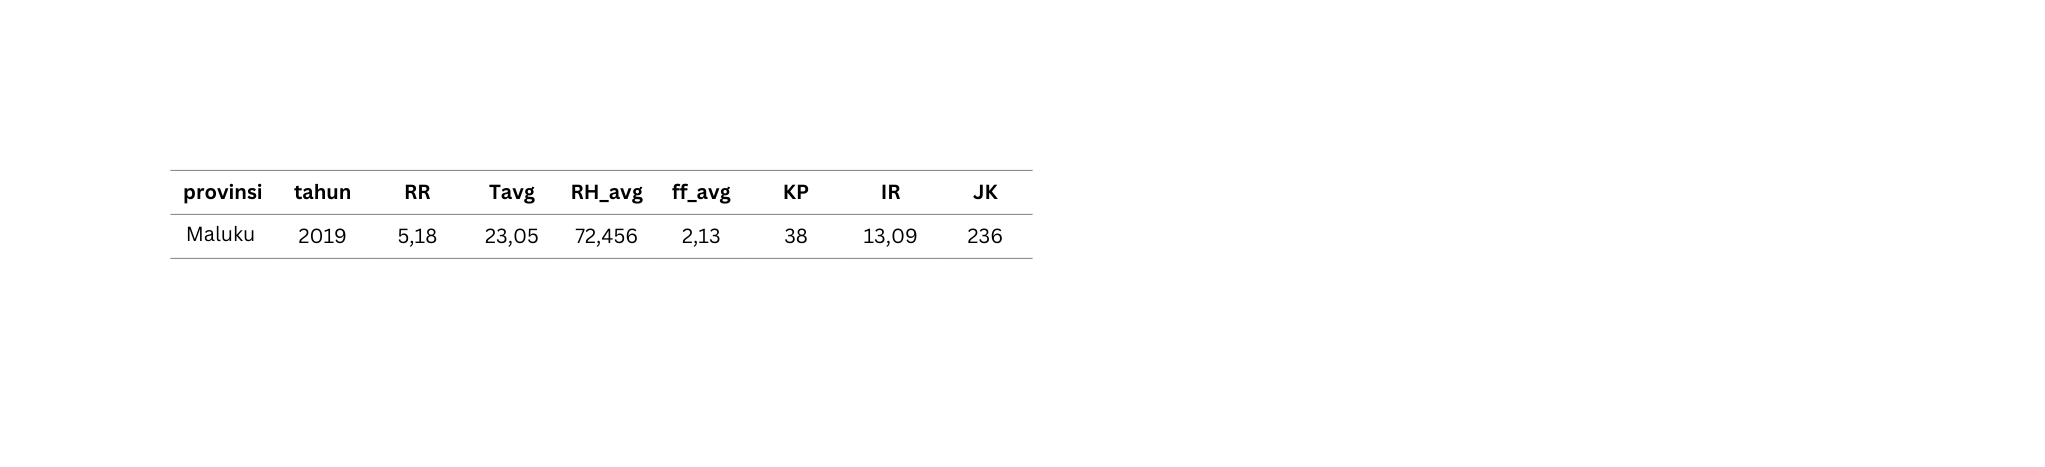 provinsi tahun RR Tavg RH_avg ff_avg KP IR JK
Maluku 2019 5,18 23,05 72,456 2,13 38 13,09 236